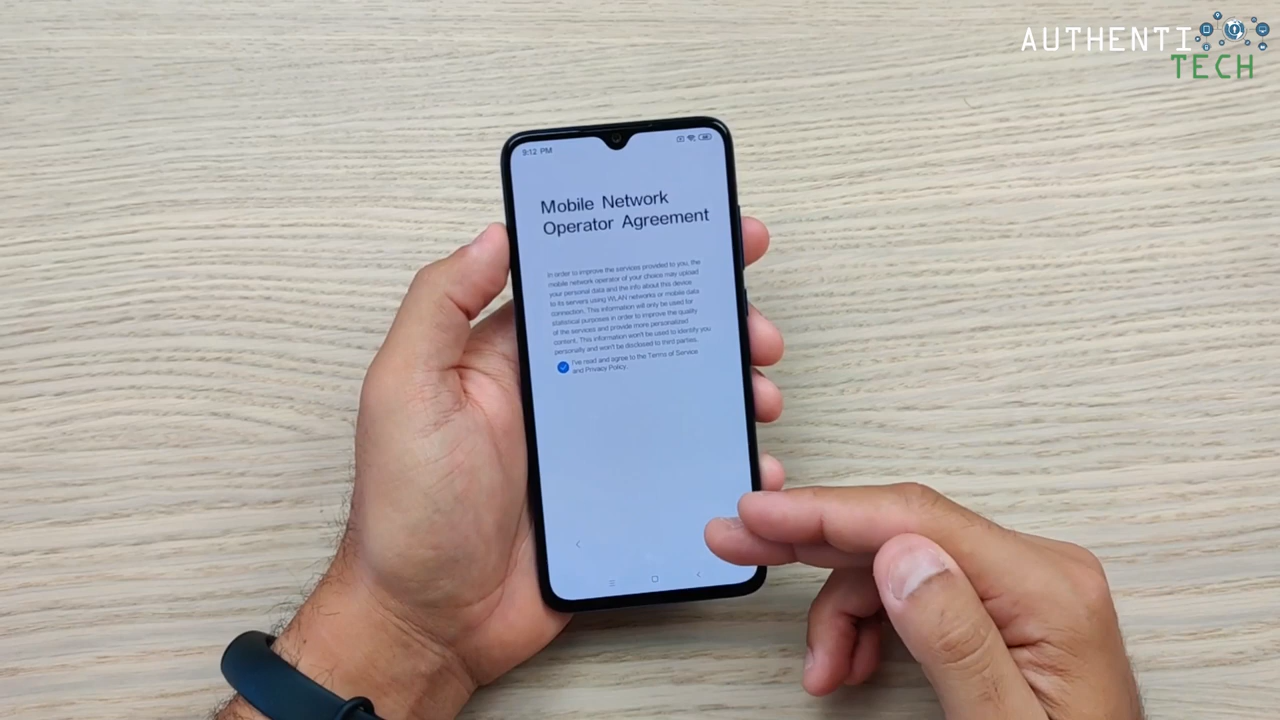 AUTHENTI
TECH
9:12 PM
Mobile Network
Operator Agreement
In order to improve the services provided to you, the
mobile network operator of your choice may upload
your personal data and the info about this device
to its servers using WLAN networks or mobile data
connection. This information will only be used for
statistical purposes in order to improve the quality
of the services and provide more personalized
content. This information won't be used to identify you
personally and won't be disclosed to third parties.
I've read and agree to the Terms of Service
and Privacy Policy.